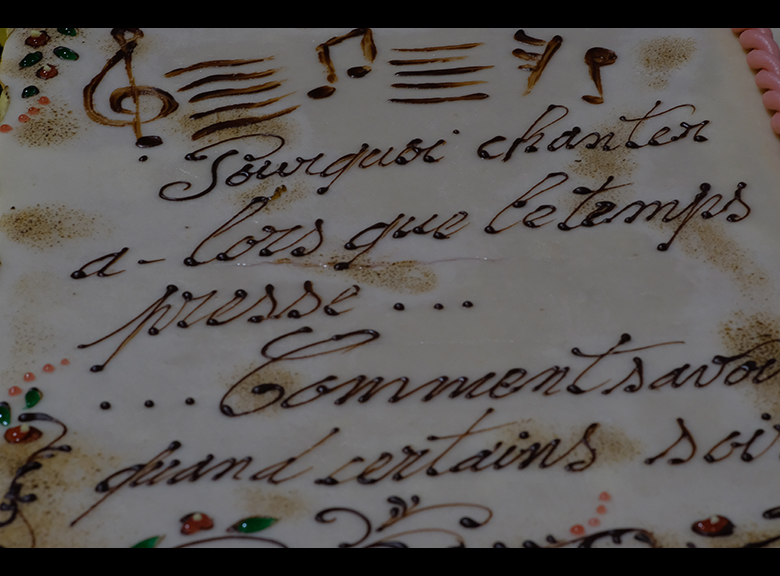 Pourquoi chanter
a-lors que le temps
presse ...
... Comment savoi
quand certains soi